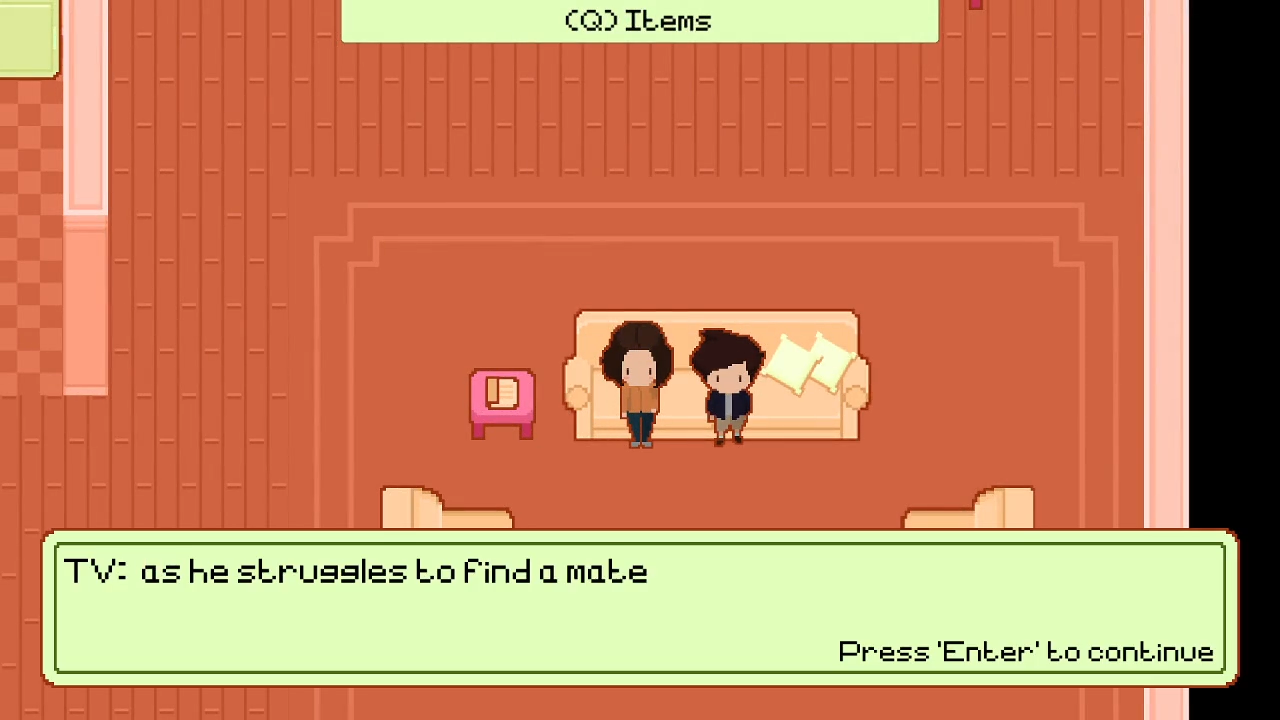 (Q) Items
TV: as he struggles to find a mate
Press 'Enter' to continue